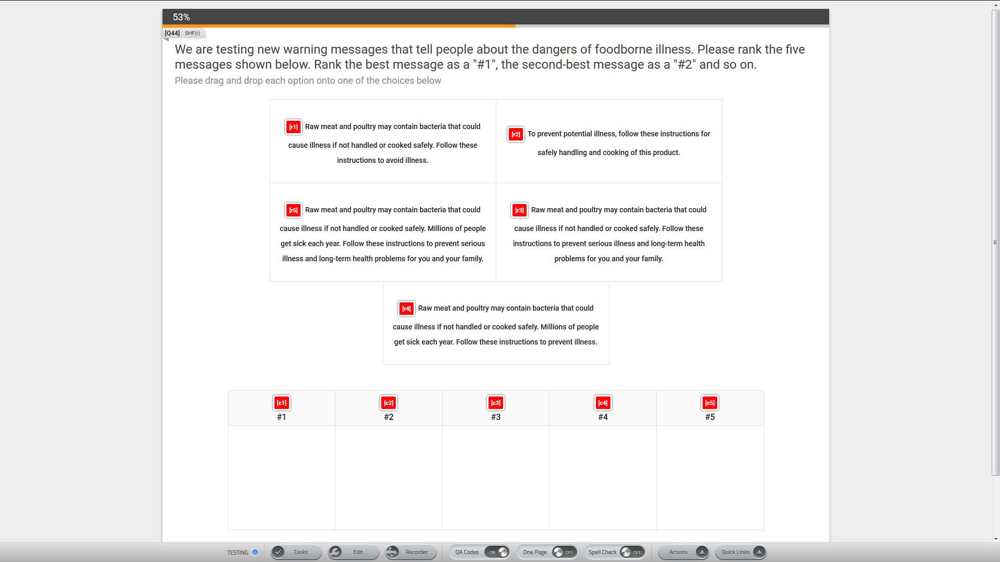 53%
[Q44] SHF(r)
We are testing new warning messages that tell people about the dangers of foodborne illness. Please rank the five
messages shown below. Rank the best message as a "#1", the second-best message as a "#2" and so on.
Please drag and drop each option onto one of the choices below
[r1] Raw meat and poultry may contain bacteria that could
cause illness if not handled or cooked safely. Follow these
instructions to avoid illness.
[r2] To prevent potential illness, follow these instructions for
safely handling and cooking of this product.
[r5] Raw meat and poultry may contain bacteria that could
cause illness if not handled or cooked safely. Millions of people
get sick each year. Follow these instructions to prevent serious
illness and long-term health problems for you and your family.
[r3] Raw meat and poultry may contain bacteria that could
cause illness if not handled or cooked safely. Follow these
instructions to prevent serious illness and long-term health
problems for you and your family.
[r4] Raw meat and poultry may contain bacteria that could
cause illness if not handled or cooked safely. Millions of people
get sick each year. Follow these instructions to prevent illness.
[c1] [c2] [c3] [c4] [c5]
#1 #2 #3 #4 #5
TESTING Tasks Edit Recorder QA Codes ON One Page OFF Spell Check OFF Actions Quick Links